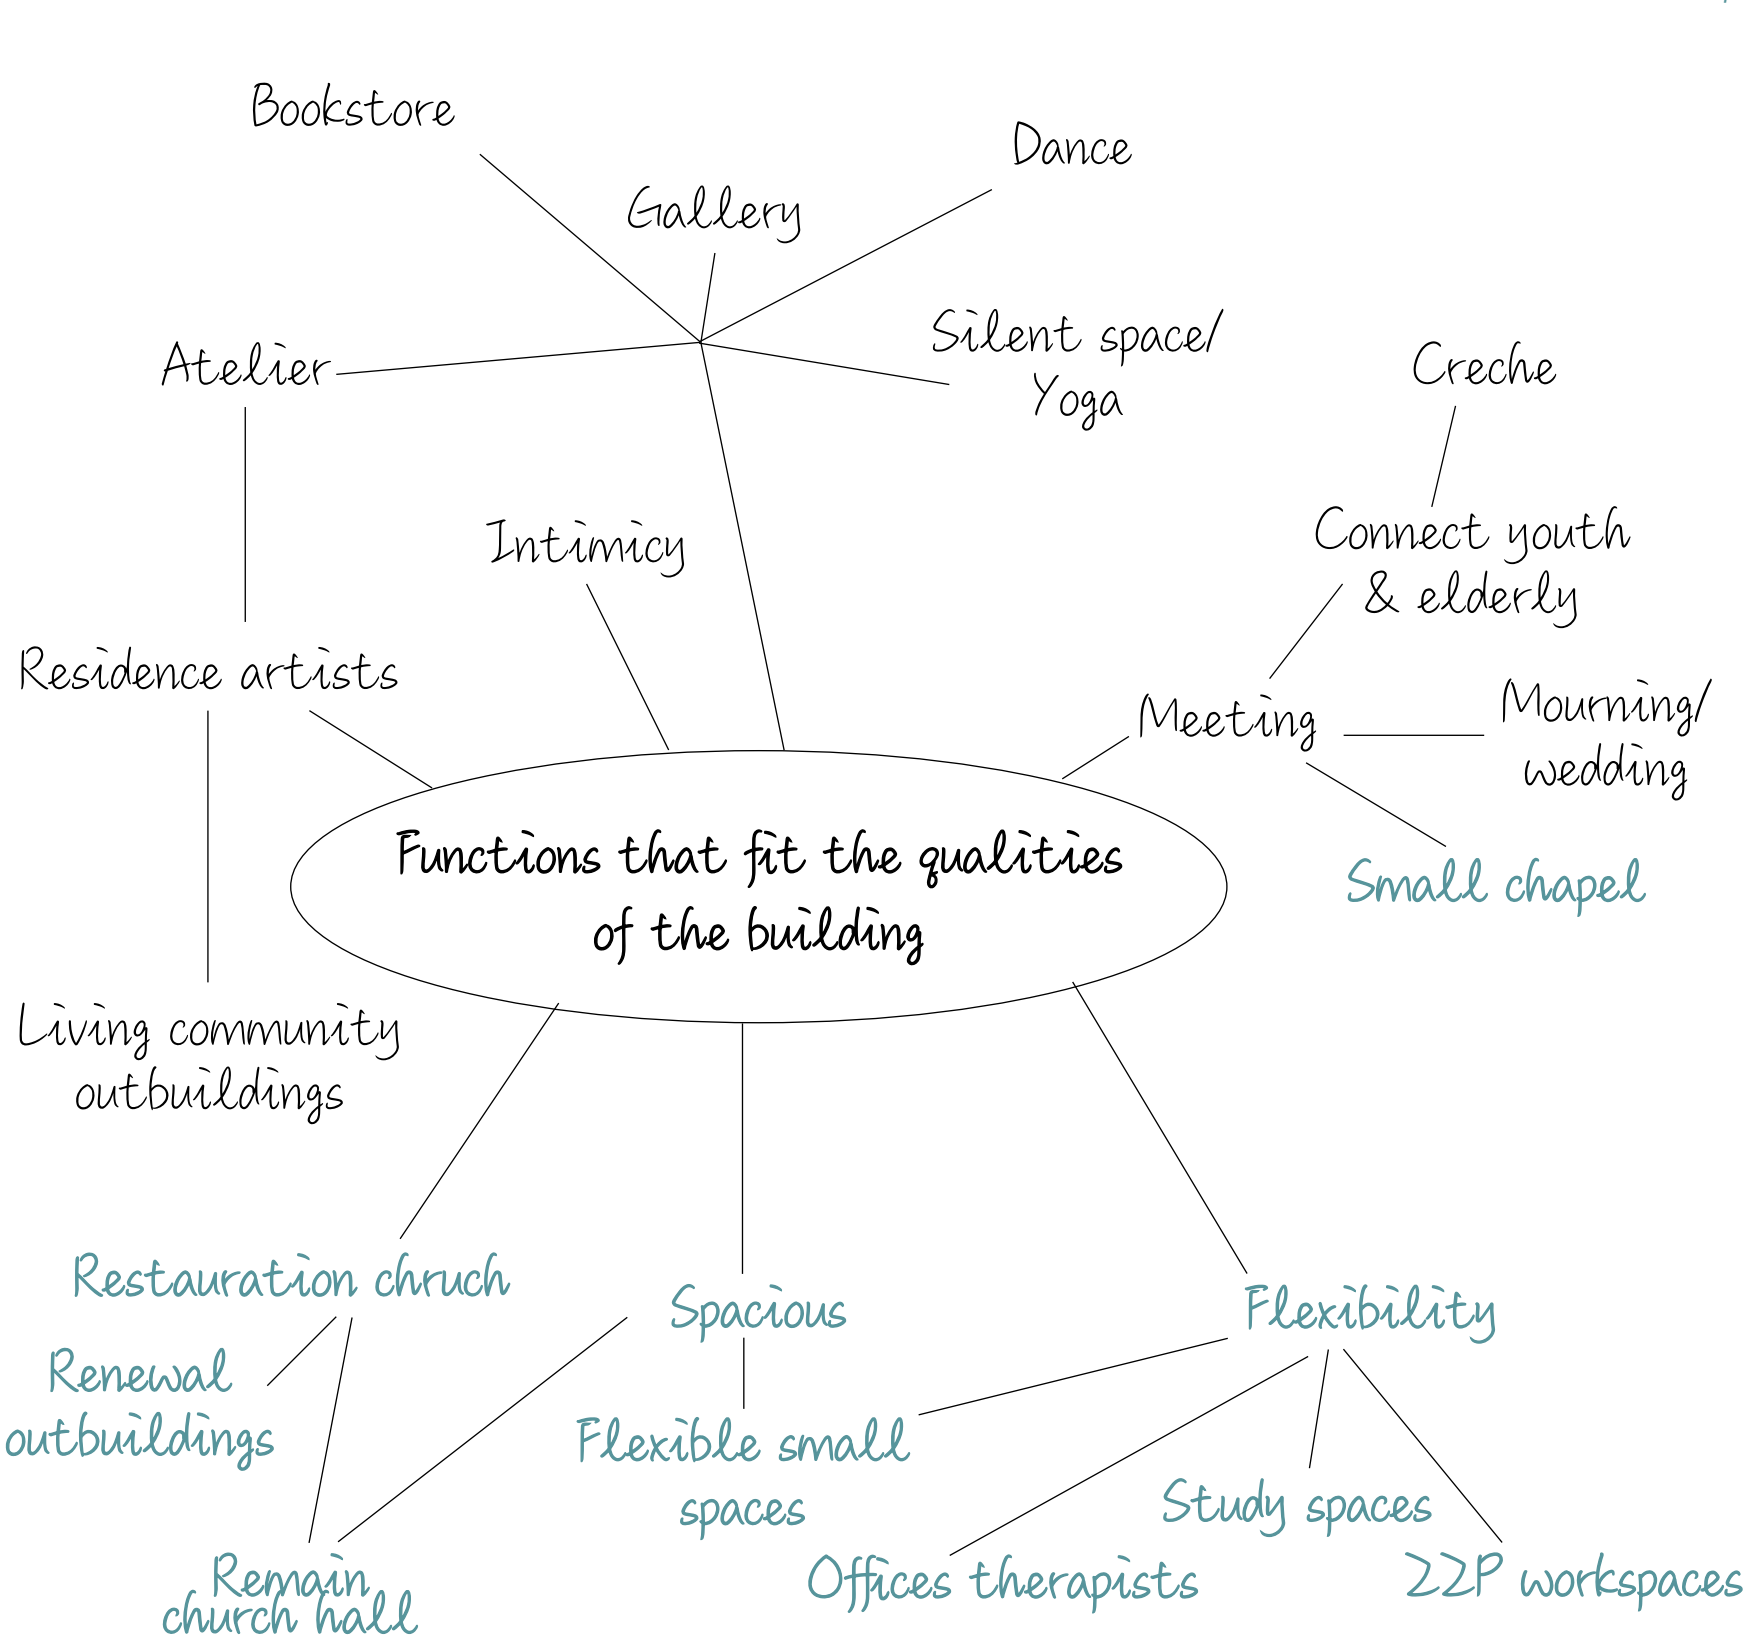 Bookstore
Dance
Gallery
Silent space/
Yoga
Atelier
Creche
Intimicy
Connect youth
& elderly
Residence artists
Meeting
Mourning/
wedding
Functions that fit the qualities
of the building
Small chapel
Living community
outbuildings
Restauration chruch
Spacious
Flexibility
Renewal
outbuildings
Flexible small
spaces
Study spaces
Offices therapists
ZZP workspaces
Remain
church hall